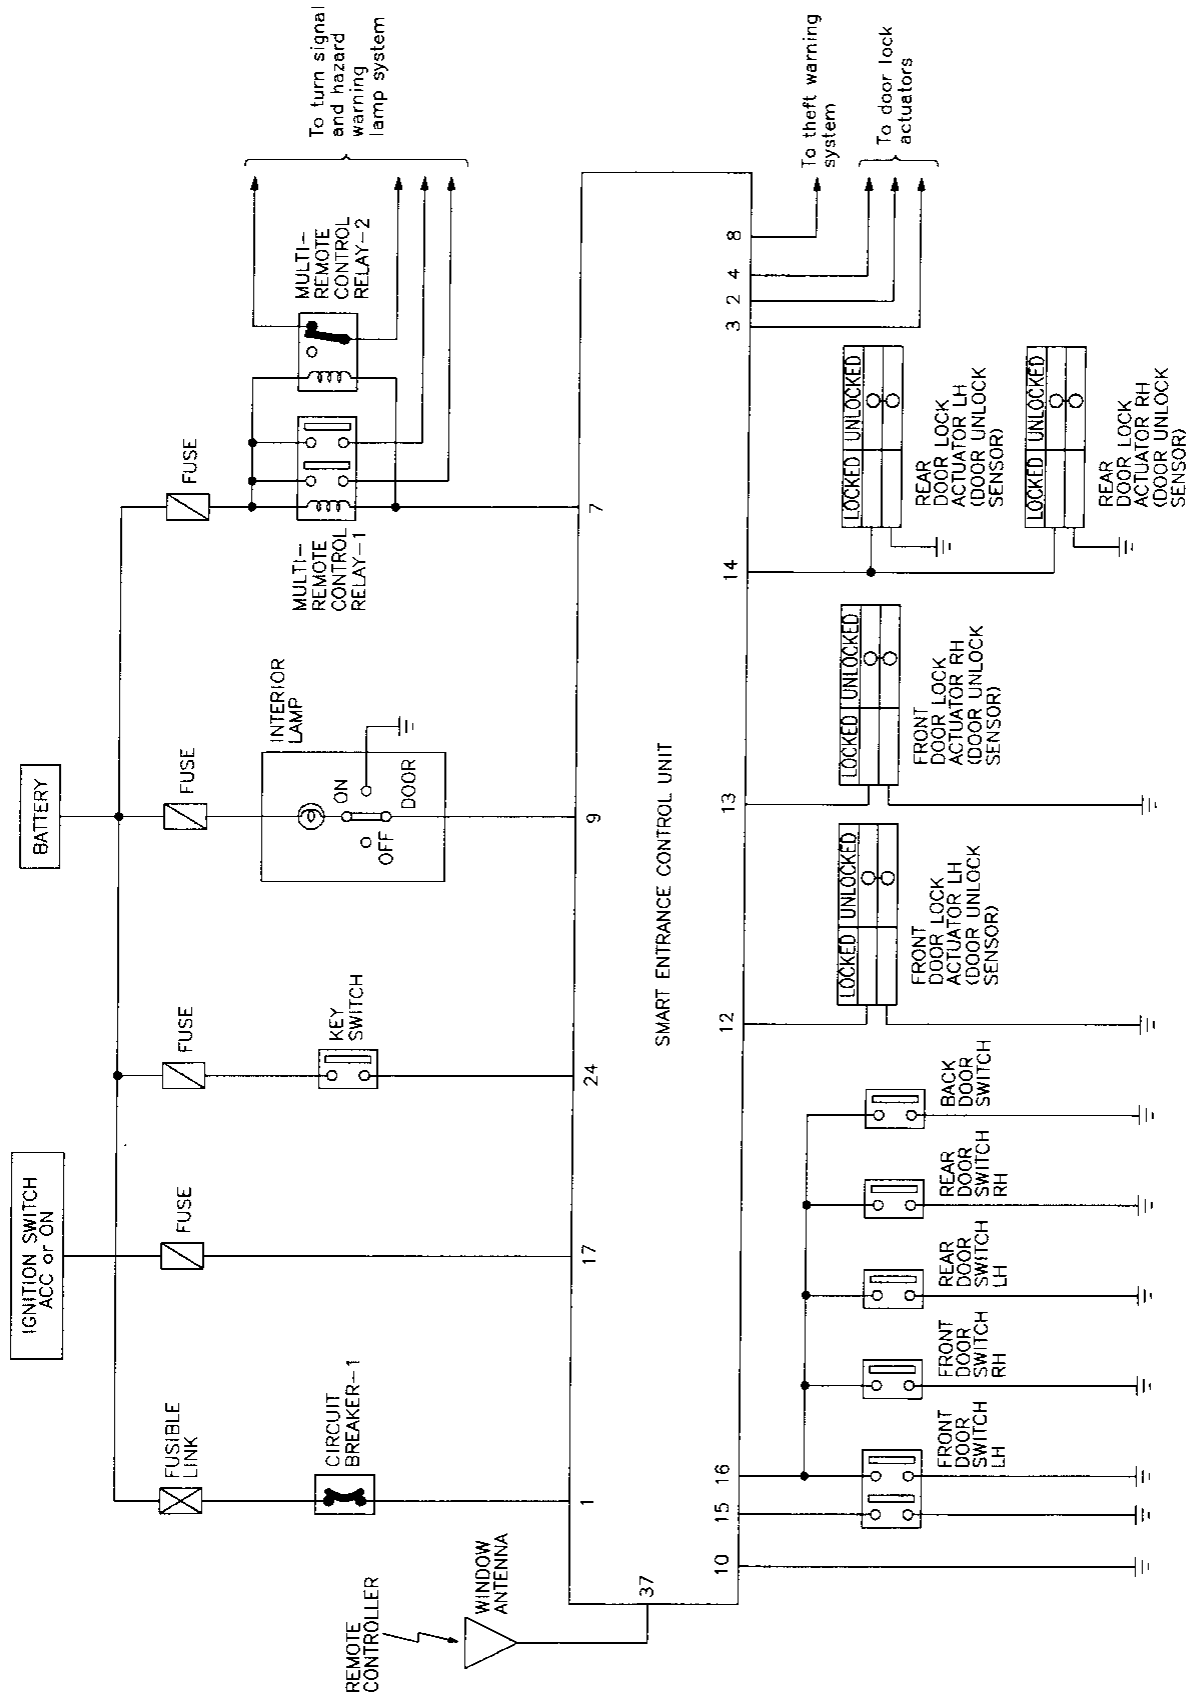 IGNITION SWITCH
ACC or ON
BATTERY
FUSIBLE
LINK
FUSE
FUSE
FUSE
FUSE
CIRCUIT
BREAKER-1
KEY
SWITCH
INTERIOR
LAMP
ON
OFF
DOOR
MULTI-
REMOTE
CONTROL
RELAY-1
MULTI-
REMOTE
CONTROL
RELAY-2
To turn signal
and hazard
warning
lamp system
REMOTE
CONTROLLER
WINDOW
ANTENNA
1
17
24
9
7
37
SMART ENTRANCE CONTROL UNIT
10
15
16
12
13
14
3
2
4
8
To theft warning
system
To door lock
actuators
FRONT
DOOR
SWITCH
LH
FRONT
DOOR
SWITCH
RH
REAR
DOOR
SWITCH
LH
REAR
DOOR
SWITCH
RH
BACK
DOOR
SWITCH
LOCKED UNLOCKED
FRONT
DOOR LOCK
ACTUATOR LH
(DOOR UNLOCK
SENSOR)
LOCKED UNLOCKED
FRONT
DOOR LOCK
ACTUATOR RH
(DOOR UNLOCK
SENSOR)
LOCKED UNLOCKED
REAR
DOOR LOCK
ACTUATOR LH
(DOOR UNLOCK
SENSOR)
LOCKED UNLOCKED
REAR
DOOR LOCK
ACTUATOR RH
(DOOR UNLOCK
SENSOR)